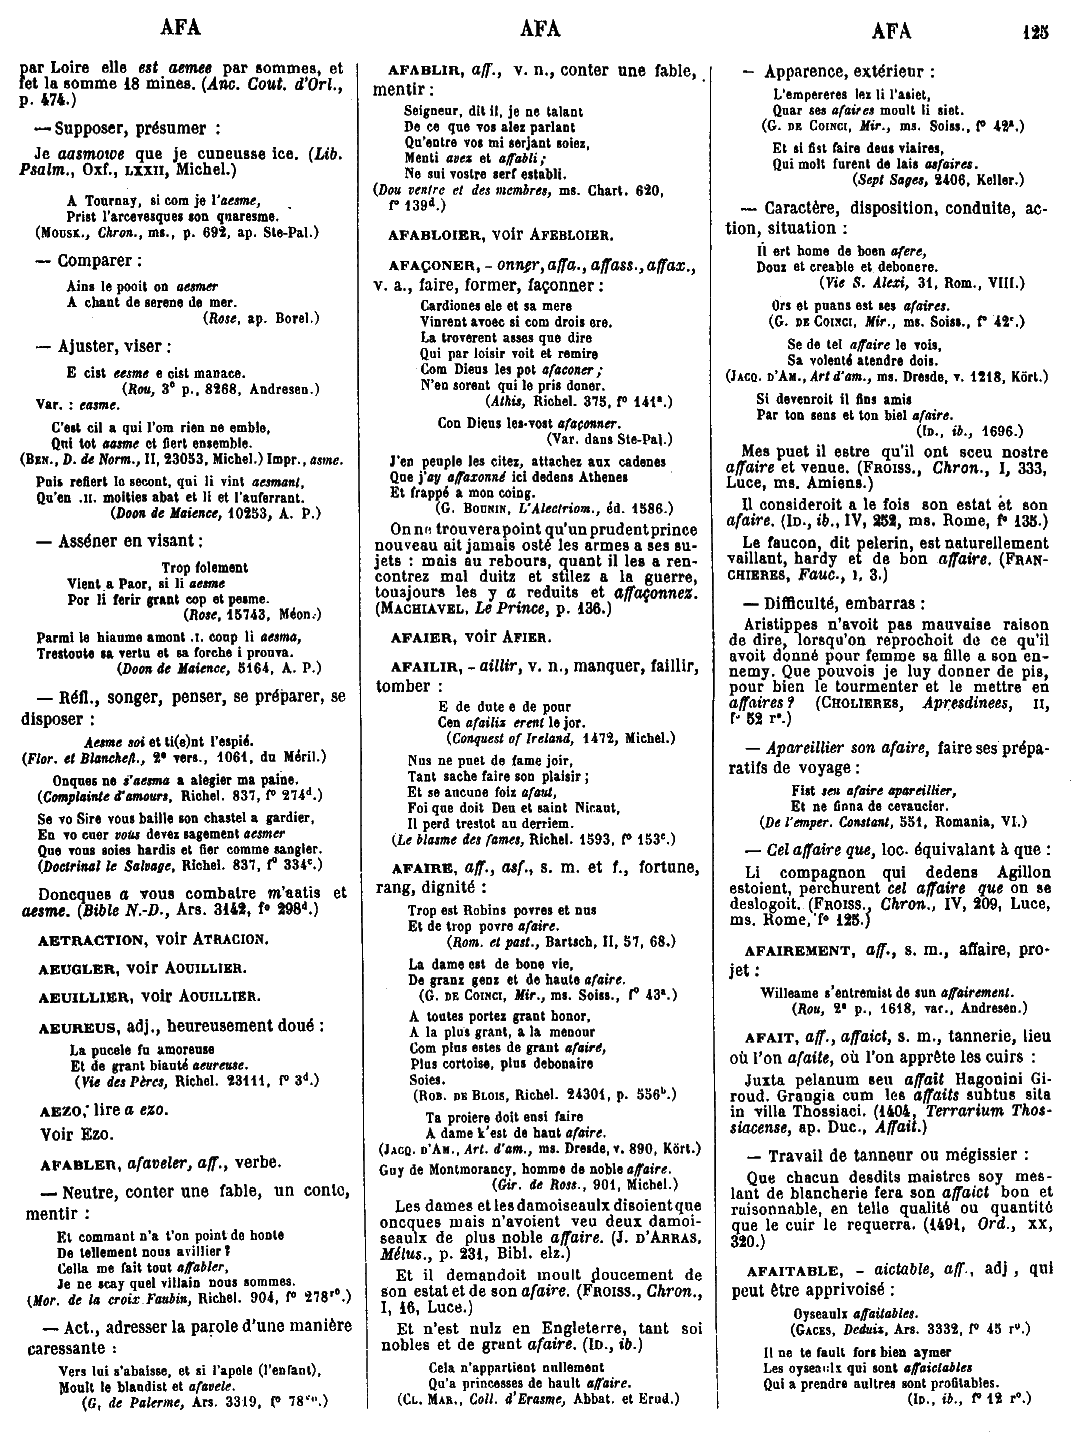 AFA
AFA
AFA
125
par Loire elle est aemee par sommes, et
fet la somme 18 mines. (Anc. Cout. d'Orl.,
p. 474.)
— Supposer, présumer :
Je aasmowe que je cuneusse ice. (Lib.
Psalm., Oxf., LXXII, Michel.)
A Tournay, si com je l'aesme,
Prist l'arcevesques son quaresme.
(MOUSK., Chron., ms., p. 692, ap. Ste-Pal.)
— Comparer :
Ains le pooit on aesmer
A chant de serene de mer.
(Rose, ap. Borel.)
— Ajuster, viser :
E cist eesme e cist manace.
(Rou, 3e p., 8268, Andresen.)
Var. : easme.
C'est cil a qui l'om rien ne emble,
Qui tot aasme et fiert ensemble.
(BEN., D. de Norm., II, 23053, Michel.) Impr., asme.
Puis refiert lo secont, qui li vint aesmant,
Qu'en .II. moities abat et li et l'auferrant.
(Doon de Maience, 10253, A. P.)
— Asséner en visant :
Trop folement
Vient a Paor, si li aesme
Por li ferir grant cop et pesme.
(Rose, 15743, Méon.)
Parmi le hiaume amont .I. coup li aesma,
Trestoute sa vertu et sa forche i prouva.
(Doon de Maience, 5164, A. P.)
— Réfl., songer, penser, se préparer, se
disposer :
Aesme soi et ti(e)nt l'espié.
(Flor. et Blanchefl., 2e vers., 1061, du Méril.)
Onques ne s'aesma a alegier ma paine.
(Complainte d'amours, Richel. 837, fo 274d.)
Se vo Sire vous baille son chastel a gardier,
En vo cuer vous devez sagement aesmer
Que vous soies hardis et fier comme sangler.
(Doctrinal le Salvage, Richel. 837, fo 334c.)
Doncques a vous combatre m'aatis et
aesme. (Bible N.-D., Ars. 3142, fo 298d.)
AETRACTION, voir ATRACION.
AEUGLER, voir AOUILLIER.
AEUILLIER, voir AOUILLIER.
AEUREUS, adj., heureusement doué :
La pucele fu amoreuse
Et de grant biauté aeureuse.
(Vie des Pères, Richel. 23111, fo 3d.)
AEZO, lire a ezo.
Voir EZO.
AFABLER, afaveler, aff., verbe.
— Neutre, conter une fable, un conte,
mentir :
Et commant n'a t'on point de honte
De tellement nous avillier ?
Cella me fait tout affabler,
Je ne scay quel villain nous sommes.
(Mor. de la croix Faubin, Richel. 904, fo 278ro.)
— Act., adresser la parole d'une manière
caressante :
Vers lui s'abaisse, et si l'apele (l'enfant),
Moult le blandist et afavele.
(G. de Palerme, Ars. 3319, fo 78vo.)
AFABLIR, aff., v. n., conter une fable,
mentir :
Seigneur, dit il, je ne talant
De ce que vos alez parlant
Qu'entre vos mi serjant soiez,
Menti avez et affabli ;
Ne sui vostre serf establi.
(Dou ventre et des membres, ms. Chart. 620,
fo 139d.)
AFABLOIER, voir AFEBLOIER.
AFAÇONER, - onner, affa., affass., affax.,
v. a., faire, former, façonner :
Cardiones ele et sa mere
Vinrent avoec si com drois ere.
La troverent asses que dire
Qui par loisir voit et remire
Com Dieus les pot afaconer ;
N'en sorent qui le pris doner.
(Athis, Richel. 375, fo 141a.)
Con Dieus les vost afaçonner.
(Var. dans Ste-Pal.)
J'en peuple les citez, attachez aux cadenes
Que j'ay affaxonné ici dedens Athenes
Et frappé a mon coing.
(G. BOUNIN, L'Alectriom., éd. 1586.)
On ne trouvera point qu'un prudent prince
nouveau ait jamais osté les armes a ses su-
jets : mais au rebours, quant il les a ren-
contrez mal duitz et stilez a la guerre,
toujours les y a reduits et affaçonnez.
(MACHIAVEL, Le Prince, p. 136.)
AFAIER, voir AFIER.
AFAILIR, - aillir, v. n., manquer, faillir,
tomber :
E de dute e de pour
Cen afailiz erent le jor.
(Conquest of Ireland, 1472, Michel.)
Nus ne puet de fame joir,
Tant sache faire son plaisir ;
Et se aucune foiz afaut,
Foi que doit Deu et saint Nicaut,
Il perd trestot au derriem.
(Le blasme des fames, Richel. 1593, fo 153c.)
AFAIRE, aff., asf., s. m. et f., fortune,
rang, dignité :
Trop est Robins povres et nus
Et de trop povre afaire.
(Rom. et past., Bartsch, II, 57, 68.)
La dame est de bone vie,
De granz genz et de haute afaire.
(G. DE COINCI, Mir., ms. Soiss., fo 43a.)
A toutes portez grant honor,
A la plus grant, a la menour
Com plus estes de grant afairé,
Plus cortoise, plus debonaire
Soies.
(ROB. DE BLOIS, Richel. 24301, p. 556b.)
Ta proiere doit ensi faire
A dame k'est de haut afaire.
(JACQ. D'AM., Art. d'am., ms. Dresde, v. 890, Kört.)
Guy de Montmorancy, homme de noble affaire.
(Gir. de Ross., 901, Michel.)
Les dames et les damoiseaulx disoient que
oncques mais n'avoient veu deux damoi-
seaulx de plus noble affaire. (J. D'ARRAS,
Mélus., p. 231, Bibl. elz.)
Et il demandoit moult doucement de
son estat et de son afaire. (FROISS., Chron.,
I, 16, Luce.)
Et n'est nulz en Engleterre, tant soi
nobles et de grant afaire. (ID., ib.)
Cela n'appartient nullement
Qu'a princesses de hault affaire.
(CL. MAR., Coll. d'Erasme, Abbat. et Erud.)
— Apparence, extérieur :
L'empereres lez li l'asiet,
Quar ses afaires moult li siet.
(G. DE COINCI, Mir., ms. Soiss., fo 42a.)
Et si fist faire deus viaires,
Qui molt furent de lais asfaires.
(Sept Sages, 2406, Keller.)
— Caractère, disposition, conduite, ac-
tion, situation :
Il ert home de boen afere,
Douz et creable et debonere.
(Vie S. Alexi, 31, Rom., VIII.)
Ors et puans est ses afaires.
(G. DE COINCI, Mir., ms. Soiss., fo 42c.)
Se de tel affaire le vois,
Sa volenté atendre dois.
(JACQ. D'AM., Art d'am., ms. Dresde, v. 1218, Kört.)
Si devenroit il fins amis
Par ton sens et ton biel afaire.
(ID., ib., 1696.)
Mes puet il estre qu'il ont sceu nostre
affaire et venue. (FROISS., Chron., I, 333,
Luce, ms. Amiens.)
Il consideroit a le fois son estat et son
afaire. (ID., ib., IV, 252, ms. Rome, fo 135.)
Le faucon, dit pelerin, est naturellement
vaillant, hardy et de bon affaire. (FRAN-
CHIERES, Fauc., I, 3.)
— Difficulté, embarras :
Aristippes n'avoit pas mauvaise raison
de dire, lorsqu'on reprochoit de ce qu'il
avoit donné pour femme sa fille a son en-
nemy. Que pouvois je luy donner de pis,
pour bien le tourmenter et le mettre en
affaires ? (CHOLIERES, Apresdinees, II,
fo 52 ro.)
— Apareillier son afaire, faire ses prépa-
ratifs de voyage :
Fist seu afaire apareillier,
Et ne finna de cevaucier.
(De l'emper. Constant, 551, Romania, VI.)
— Cel affaire que, loc. équivalant à que :
Li compagnon qui dedens Agillon
estoient, perchurent cel affaire que on se
deslogoit. (FROISS., Chron., IV, 209, Luce,
ms. Rome, fo 125.)
AFAIREMENT, aff., s. m., affaire, pro-
jet :
Willeame s'entremist de sun affairement.
(Rou, 2e p., 1618, var., Andresen.)
AFAIT, aff., affaict, s. m., tannerie, lieu
où l'on afaite, où l'on apprête les cuirs :
Juxta pelanum seu affait Hagonini Gi-
roud. Grangia cum les affaits subtus sita
in villa Thossiaci. (1404, Terrarium Thos-
siacense, ap. Duc., Affait.)
— Travail de tanneur ou mégissier :
Que chacun desdits maistres soy mes-
lant de blancherie fera son affaict bon et
raisonnable, en telle qualité ou quantité
que le cuir le requerra. (1491, Ord., XX,
320.)
AFAITABLE, - aictable, aff., adj., qui
peut être apprivoisé :
Oyseaulx affaitables.
(GACES, Deduiz, Ars. 3332, fo 45 ro.)
Il ne te fault fors bien aymer
Les oyseaulx qui sont affaictables
Qui a prendre aultres sont profitables.
(ID., ib., fo 12 ro.)